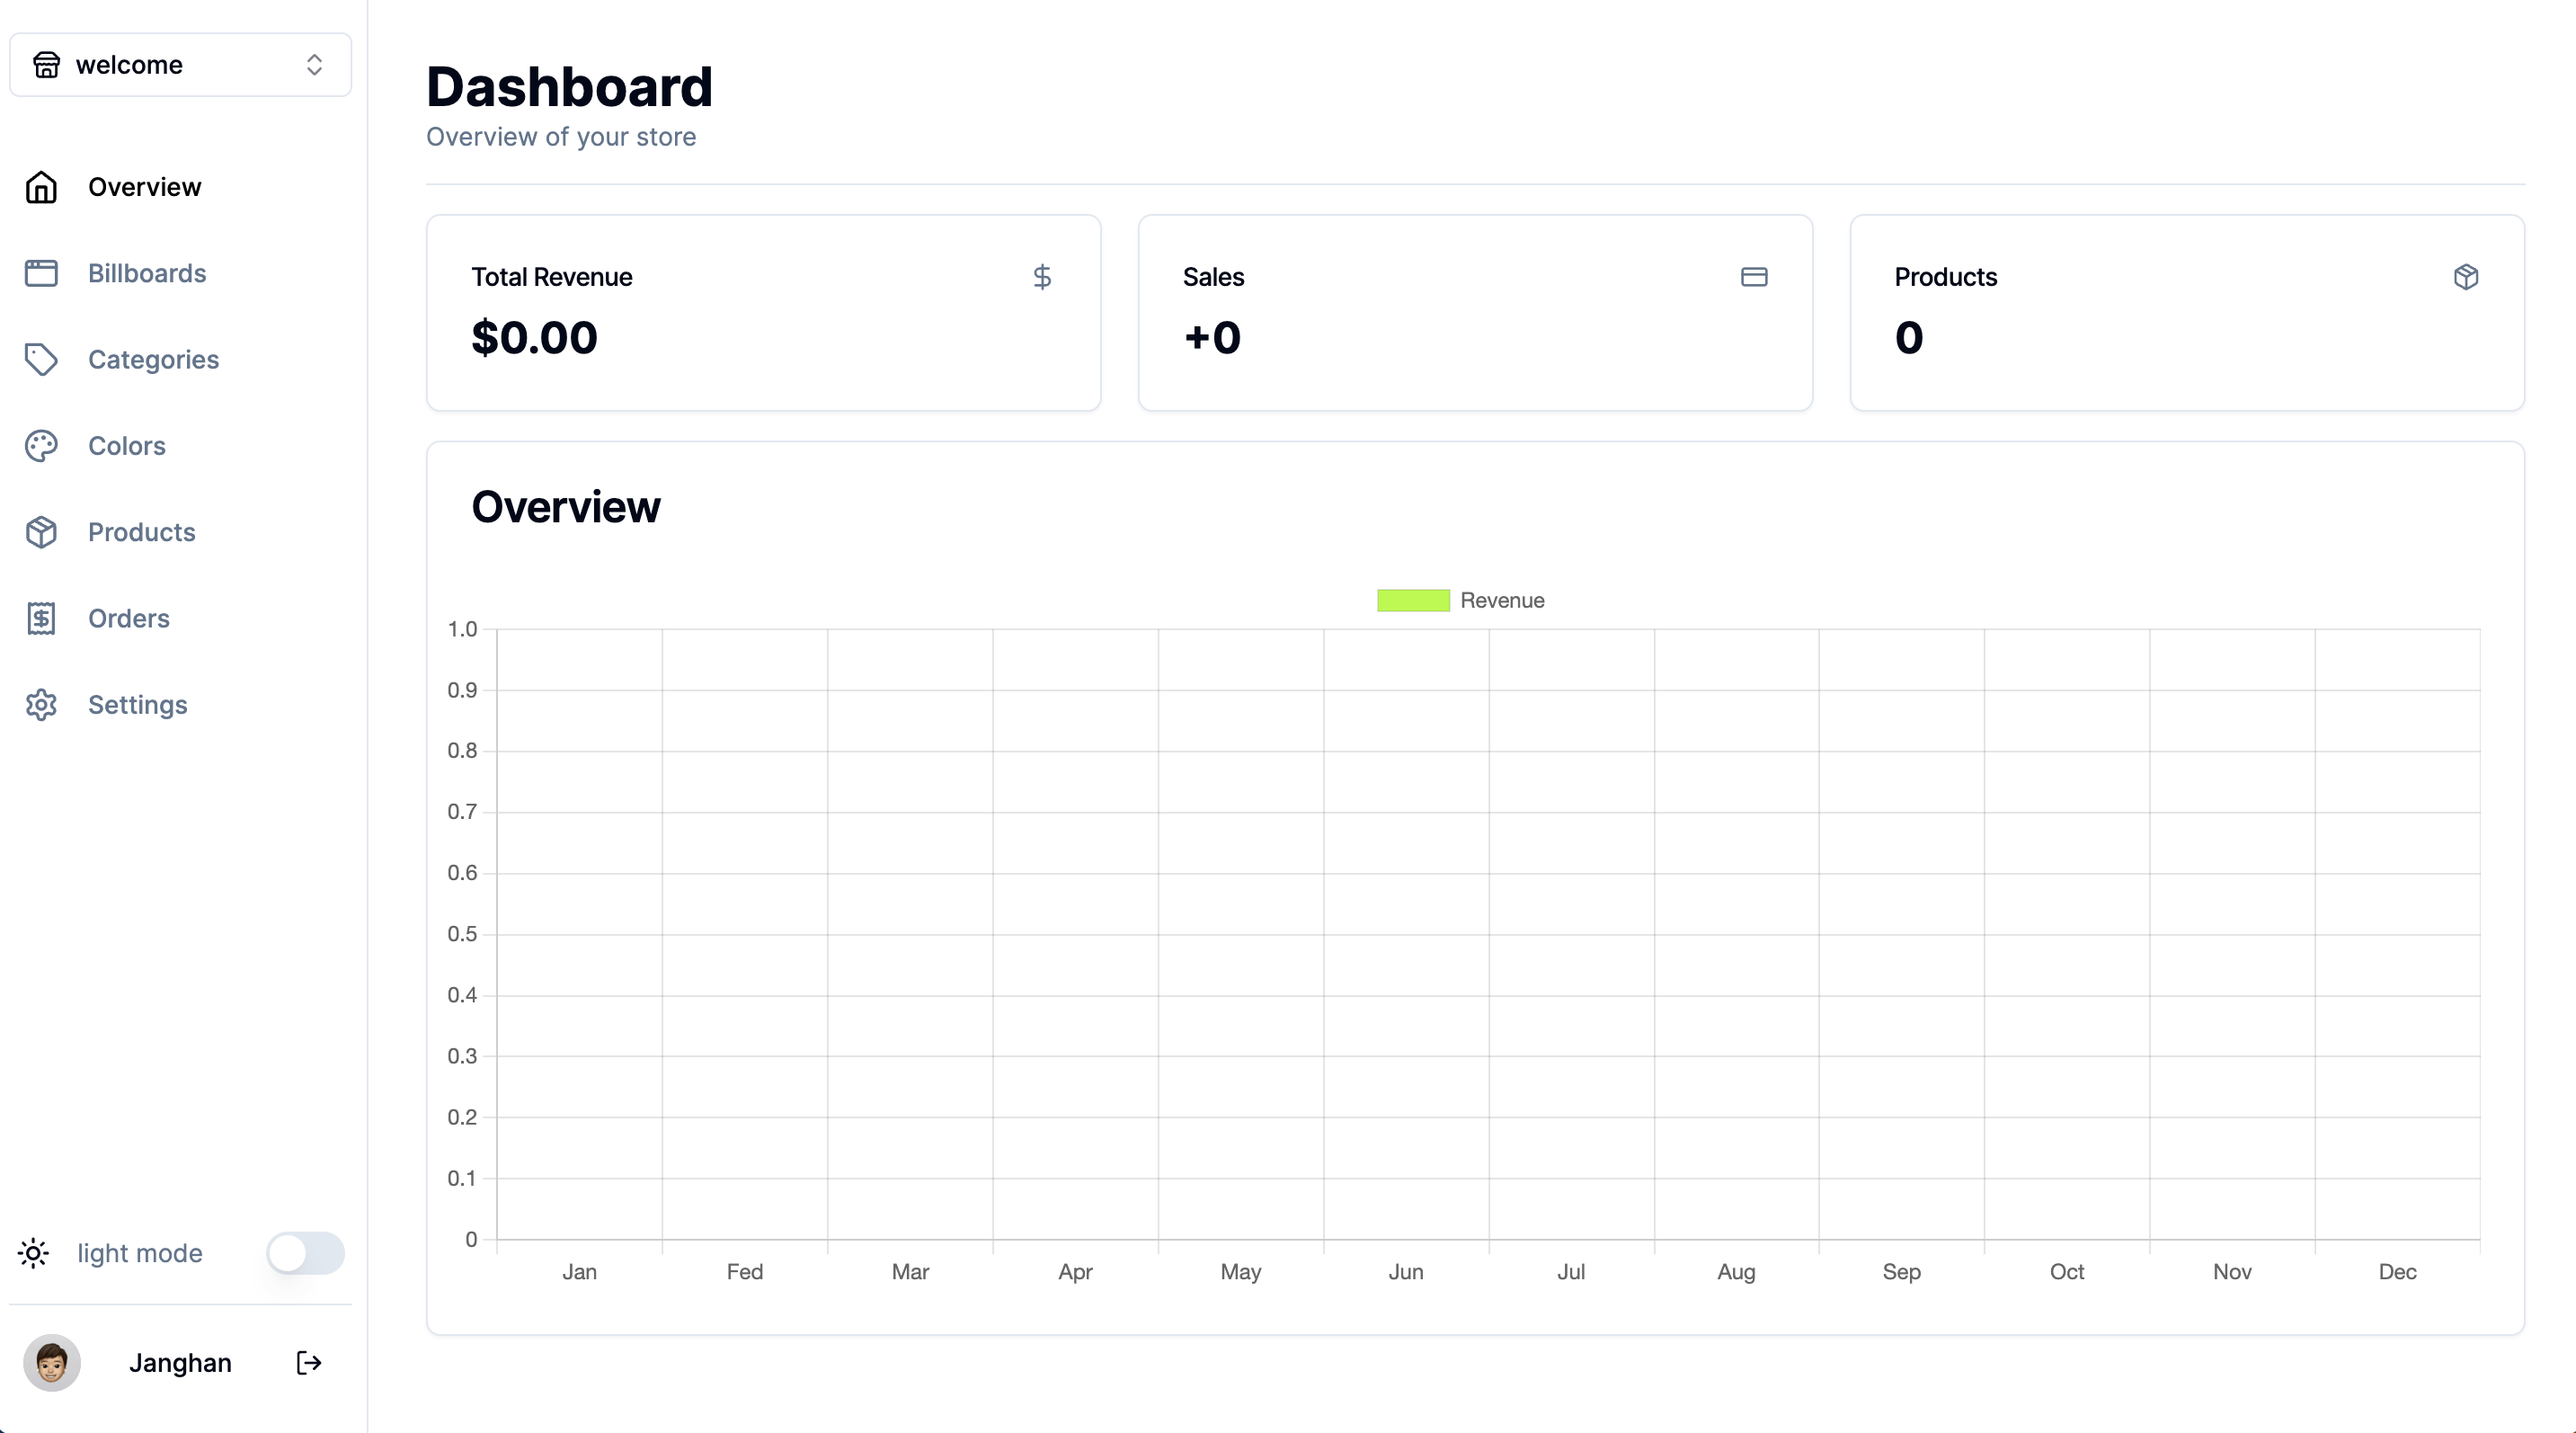 welcome
Overview
Billboards
Categories
Colors
Products
Orders
Settings
light mode
Janghan
Dashboard
Overview of your store
Total Revenue
$0.00
Sales
+0
Products
0
Overview
Revenue
1.0
0.9
0.8
0.7
0.6
0.5
0.4
0.3
0.2
0.1
0
Jan Fed Mar Apr May Jun Jul Aug Sep Oct Nov Dec